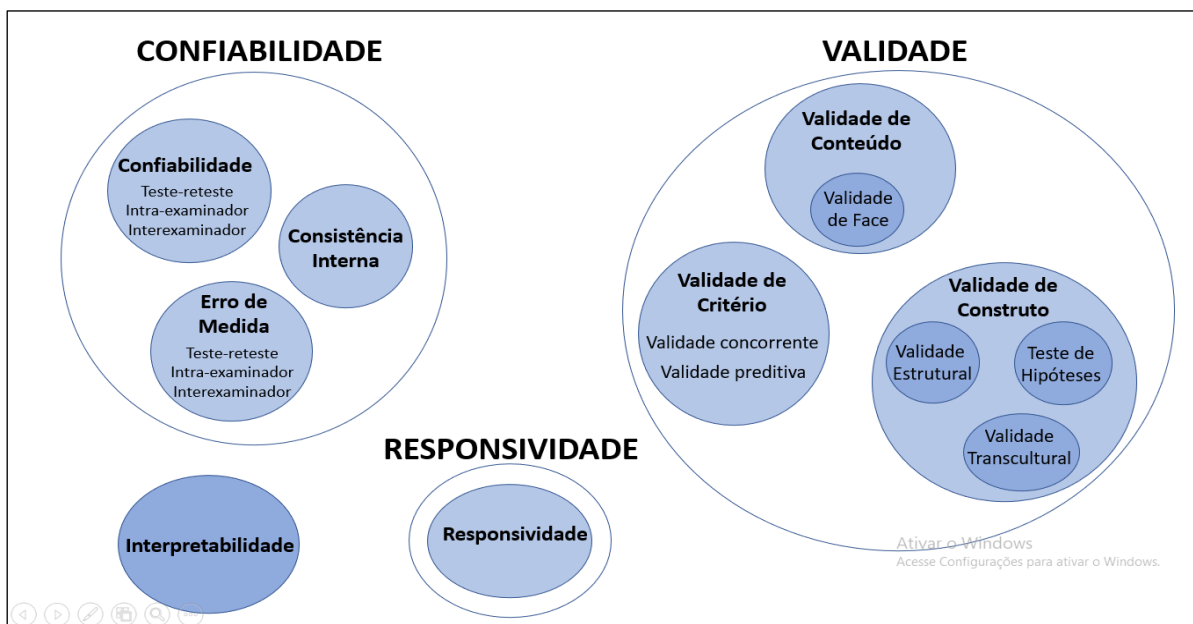 CONFIABILIDADE
Confiabilidade
Teste-reteste
Intra-examinador
Interexaminador
Consistência
Interna
Erro de
Medida
Teste-reteste
Intra-examinador
Interexaminador
VALIDADE
Validade de
Conteúdo
Validade
de Face
Validade de
Critério
Validade concorrente
Validade preditiva
Validade de
Construto
Validade
Estrutural
Teste de
Hipóteses
Validade
Transcultural
RESPONSIVIDADE
Responsividade
Interpretabilidade
Ativar o Windows
Acesse Configurações para ativar o Windows.